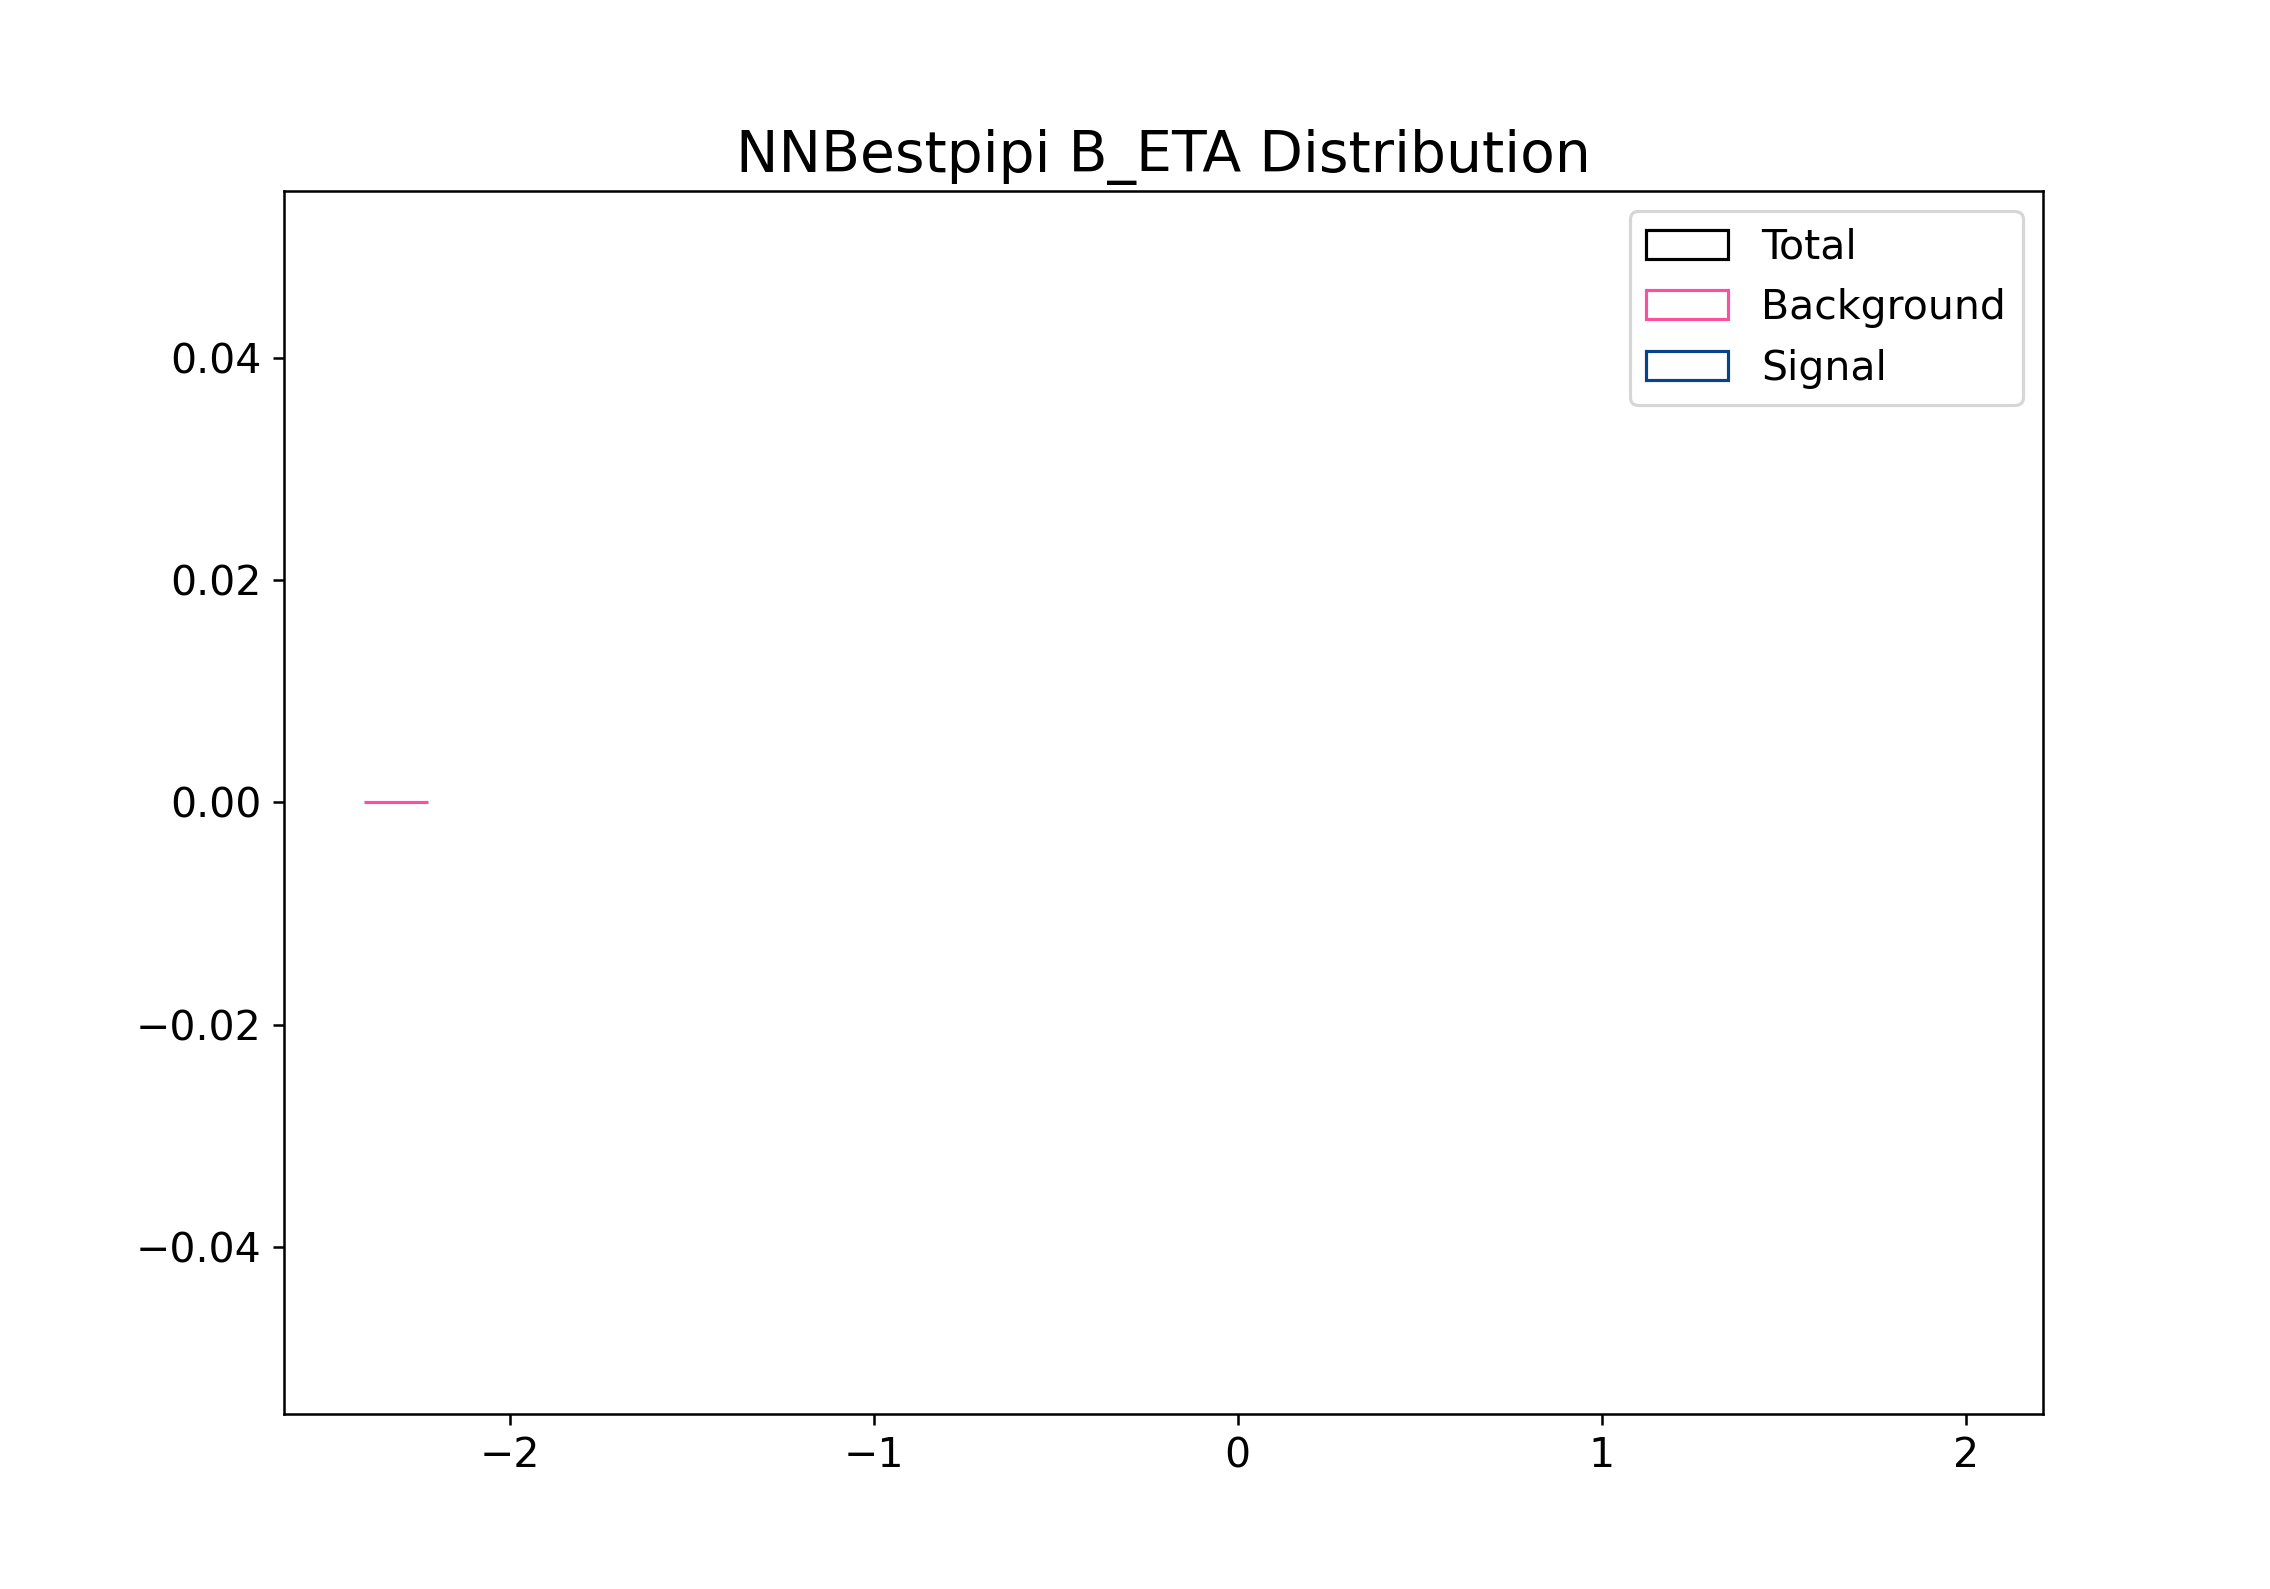 NNBestpipi B_ETA Distribution
Total
Background
Signal
0.04
0.02
0.00
−0.02
−0.04
−2 −1 0 1 2